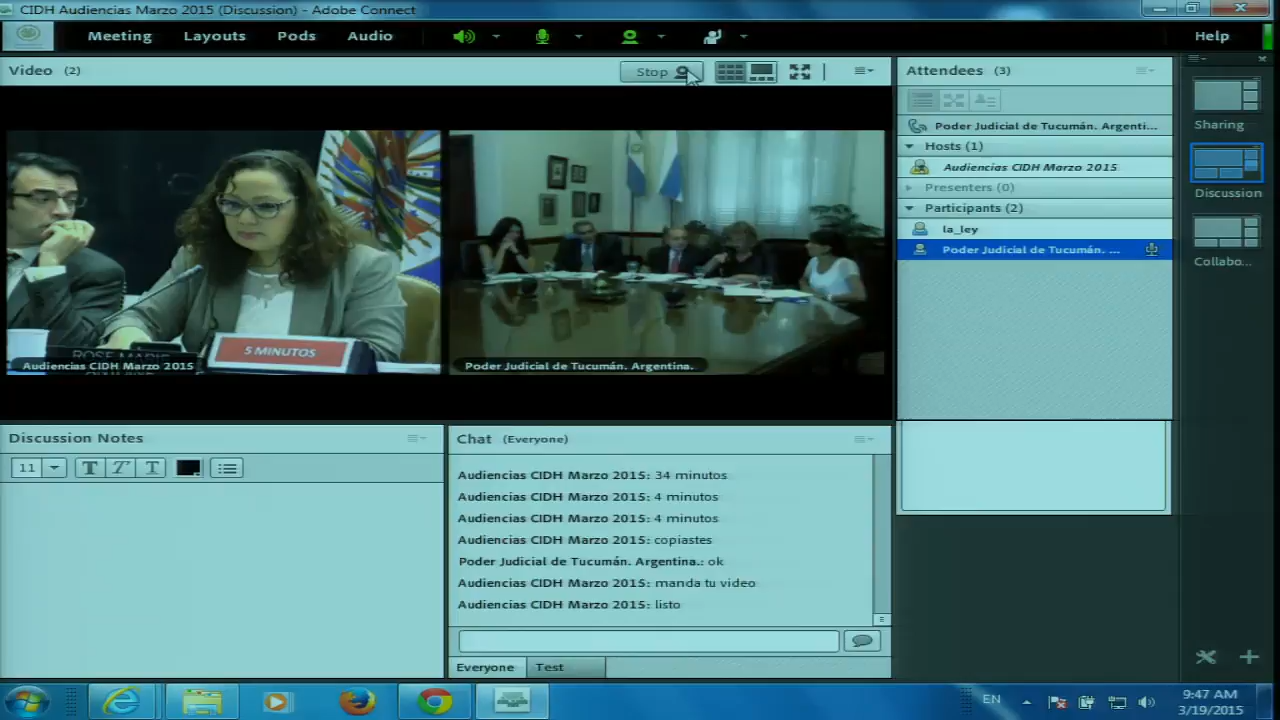 CIDH Audiencias Marzo 2015 (Discussion) - Adobe Connect
Meeting Layouts Pods Audio Help
Video (2)
Stop
Attendees (3)
Poder Judicial de Tucumán. Argenti...
Hosts (1)
Audiencias CIDH Marzo 2015
Presenters (0)
Participants (2)
la_ley
Poder Judicial de Tucumán. ...
Sharing
Discussion
Collabo...
5 MINUTOS
ROSE MARIE
Audiencias CIDH Marzo 2015
Poder Judicial de Tucumán. Argentina.
Discussion Notes
11 T T T
Chat (Everyone)
Audiencias CIDH Marzo 2015: 34 minutos
Audiencias CIDH Marzo 2015: 4 minutos
Audiencias CIDH Marzo 2015: 4 minutos
Audiencias CIDH Marzo 2015: copiastes
Poder Judicial de Tucumán. Argentina.: ok
Audiencias CIDH Marzo 2015: manda tu video
Audiencias CIDH Marzo 2015: listo
Everyone Test
EN
9:47 AM
3/19/2015